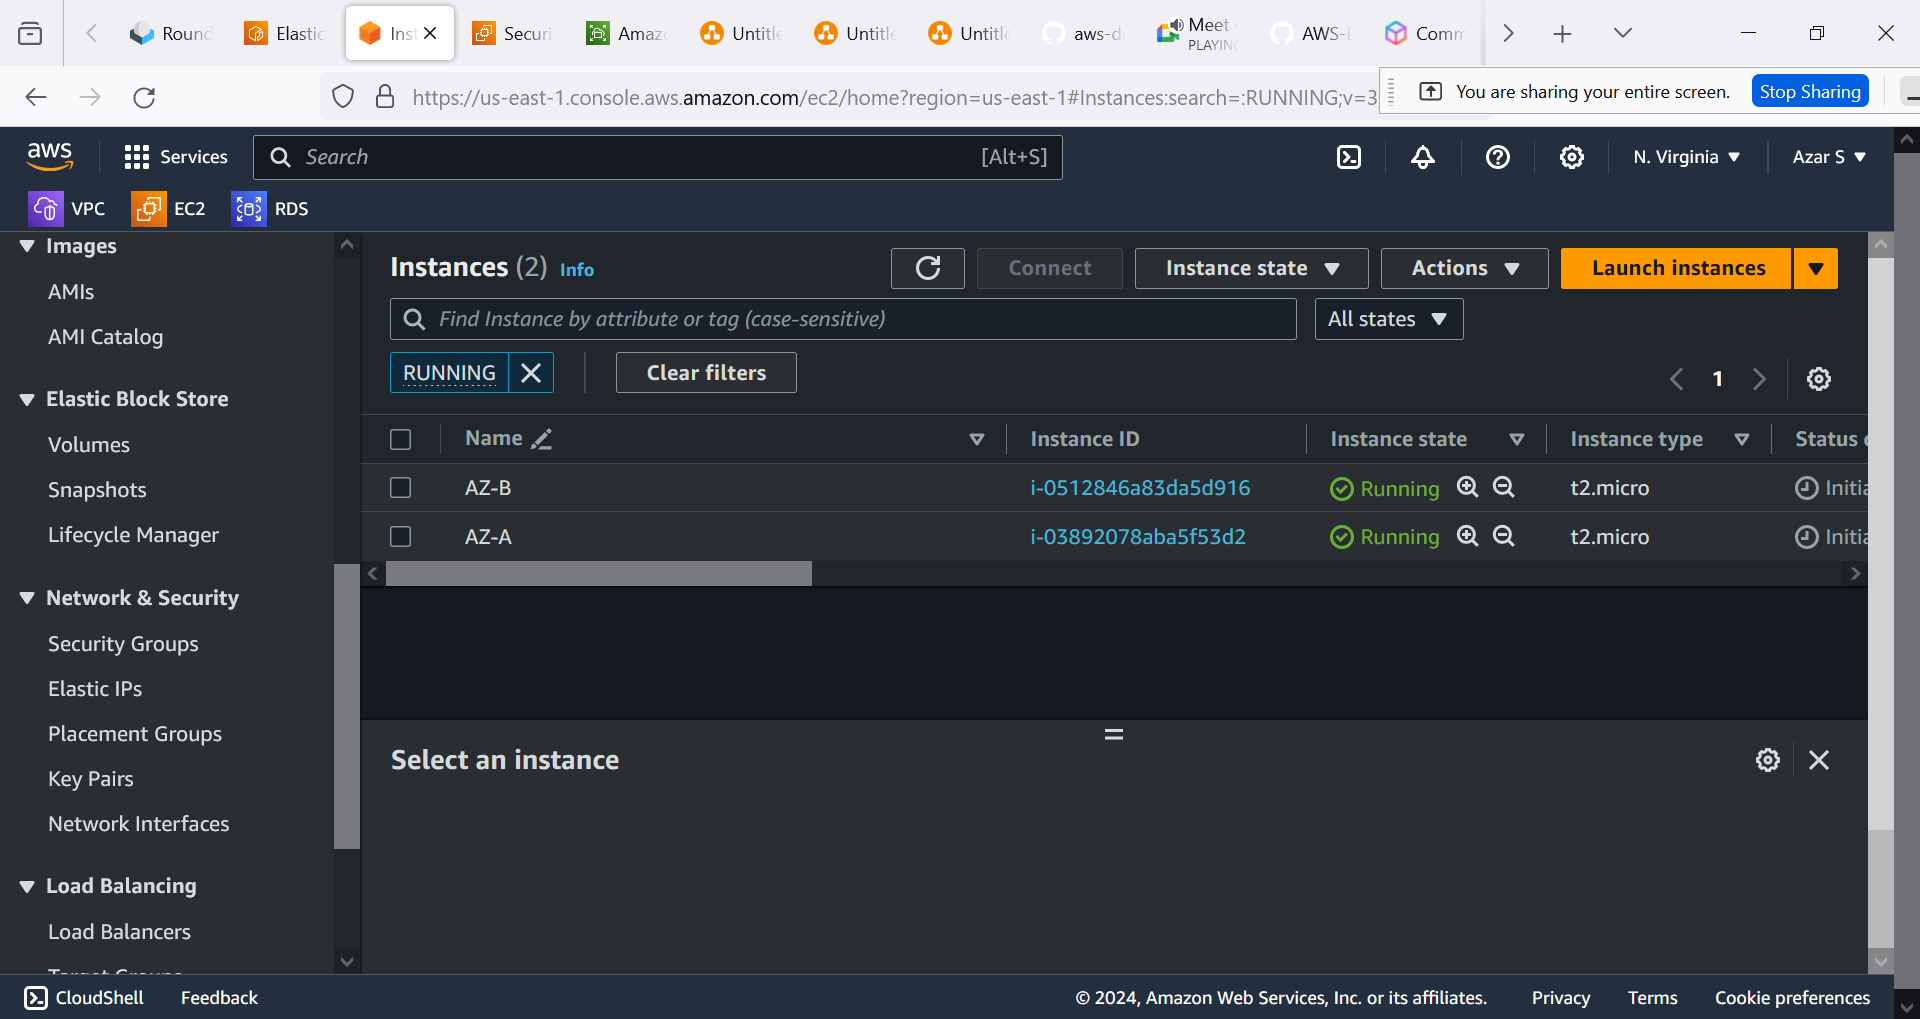 Round
Elastic
Inst
Securi
Amaz
Untitle
Untitle
Untitle
aws-d
Meet
PLAYING
AWS-
Comm
https://us-east-1.console.aws.amazon.com/ec2/home?region=us-east-1#Instances:search=:RUNNING;v=3
You are sharing your entire screen.
Stop Sharing
aws
Services
Search
[Alt+S]
N. Virginia
Azar S
VPC
EC2
RDS
Images
AMIs
AMI Catalog
Elastic Block Store
Volumes
Snapshots
Lifecycle Manager
Network & Security
Security Groups
Elastic IPs
Placement Groups
Key Pairs
Network Interfaces
Load Balancing
Load Balancers
Target Groups
Instances (2) Info
Connect
Instance state
Actions
Launch instances
Find Instance by attribute or tag (case-sensitive)
All states
RUNNING
Clear filters
1
Name
Instance ID
Instance state
Instance type
Status
AZ-B
i-0512846a83da5d916
Running
t2.micro
Initia
AZ-A
i-03892078aba5f53d2
Running
t2.micro
Initia
Select an instance
CloudShell
Feedback
© 2024, Amazon Web Services, Inc. or its affiliates.
Privacy
Terms
Cookie preferences